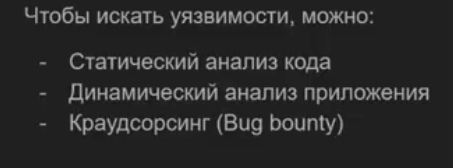 Чтобы искать уязвимости, можно:
- Статический анализ кода
- Динамический анализ приложения
- Краудсорсинг (Bug bounty)